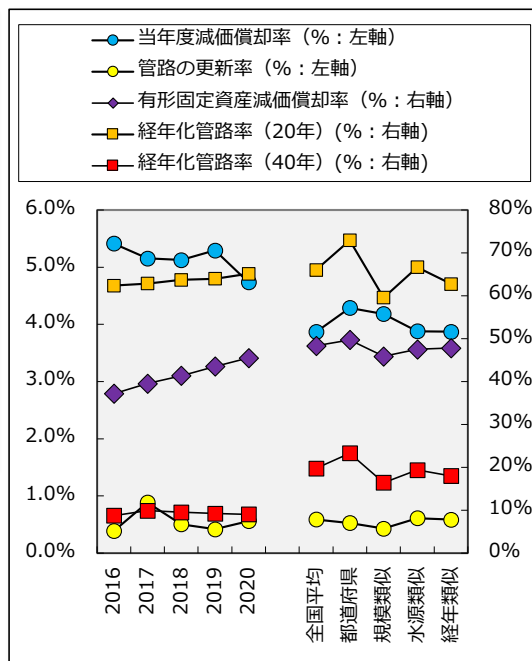 当年度減価償却率（%：左軸）
管路の更新率（%：左軸）
有形固定資産減価償却率（%：右軸）
経年化管路率（20年）(%：右軸)
経年化管路率（40年）(%：右軸)
6.0%
5.0%
4.0%
3.0%
2.0%
1.0%
0.0%
80%
70%
60%
50%
40%
30%
20%
10%
0%
2016
2017
2018
2019
2020
全国平均
都道府県
規模類似
水源類似
経年類似